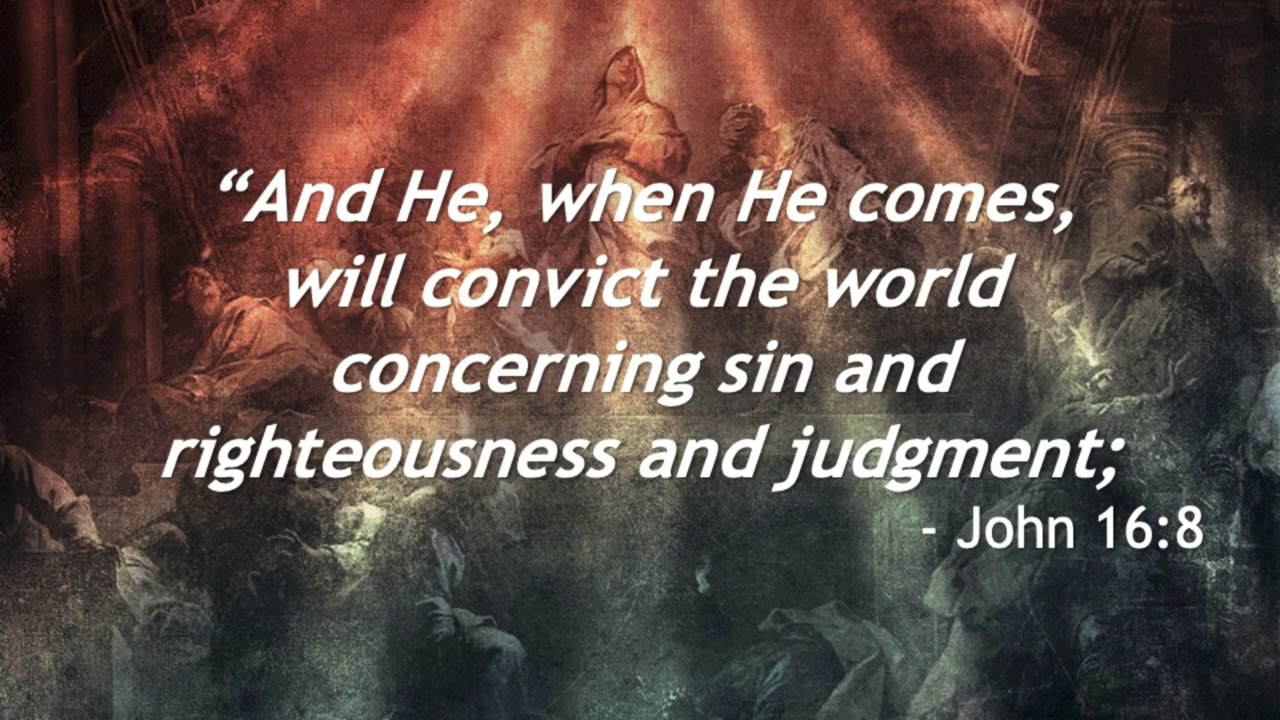 “And He, when He comes,
will convict the world
concerning sin and
righteousness and judgment;
- John 16:8